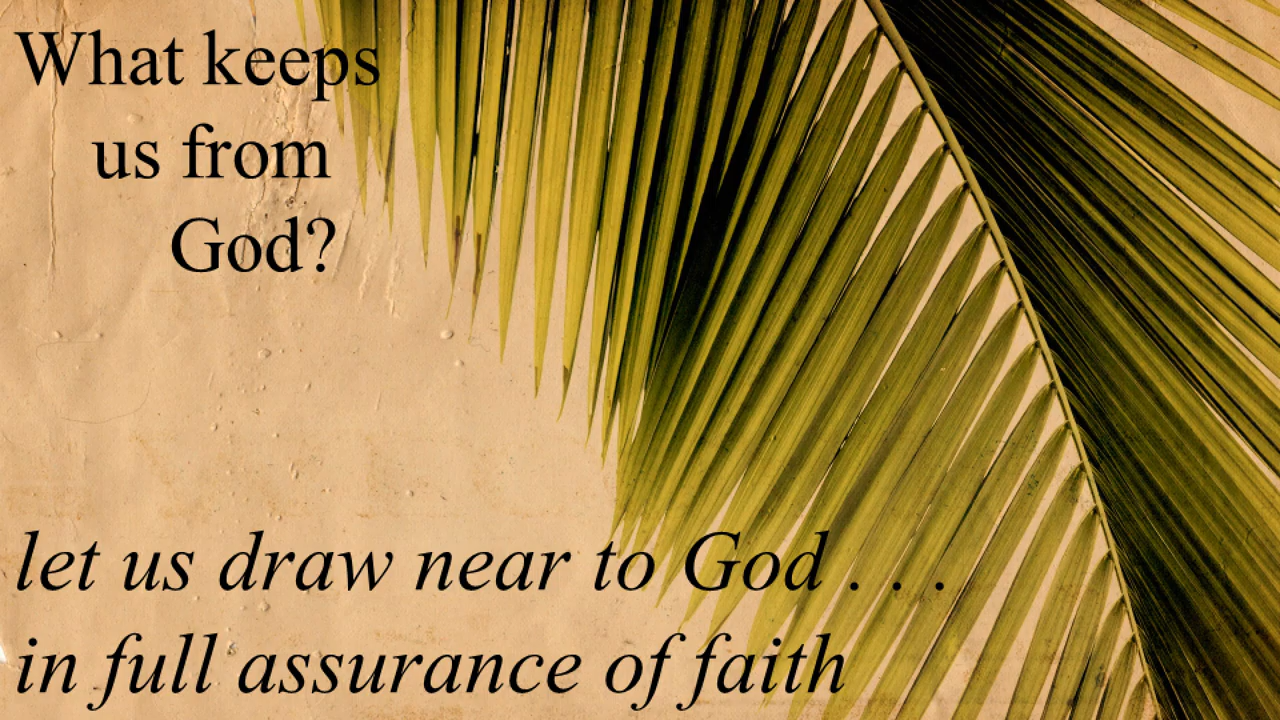 What keeps
us from
God?
let us draw near to God . . .
in full assurance of faith